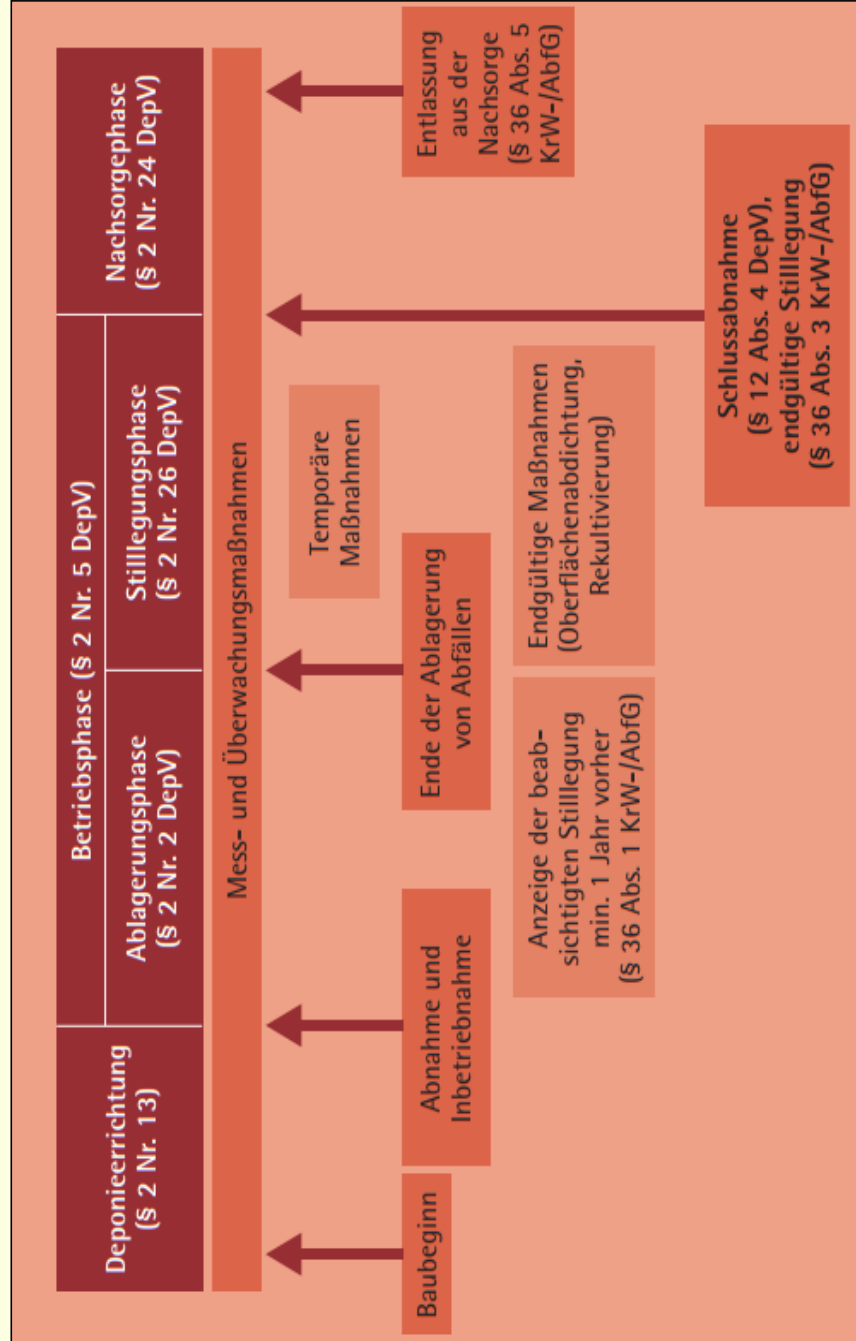 Deponieerrichtung
(§ 2 Nr. 13)
Betriebsphase (§ 2 Nr. 5 DepV)
Ablagerungsphase
(§ 2 Nr. 2 DepV)
Stilllegungsphase
(§ 2 Nr. 26 DepV)
Nachsorgephase
(§ 2 Nr. 24 DepV)
Mess- und Überwachungsmaßnahmen
Temporäre
Maßnahmen
Baubeginn
Abnahme und
Inbetriebnahme
Ende der Ablagerung
von Abfällen
Entlassung
aus der
Nachsorge
(§ 36 Abs. 5
KrW-/AbfG)
Anzeige der beab-
sichtigten Stilllegung
min. 1 Jahr vorher
(§ 36 Abs. 1 KrW-/AbfG)
Endgültige Maßnahmen
(Oberflächenabdichtung,
Rekultivierung)
Schlussabnahme
(§ 12 Abs. 4 DepV),
endgültige Stilllegung
(§ 36 Abs. 3 KrW-/AbfG)